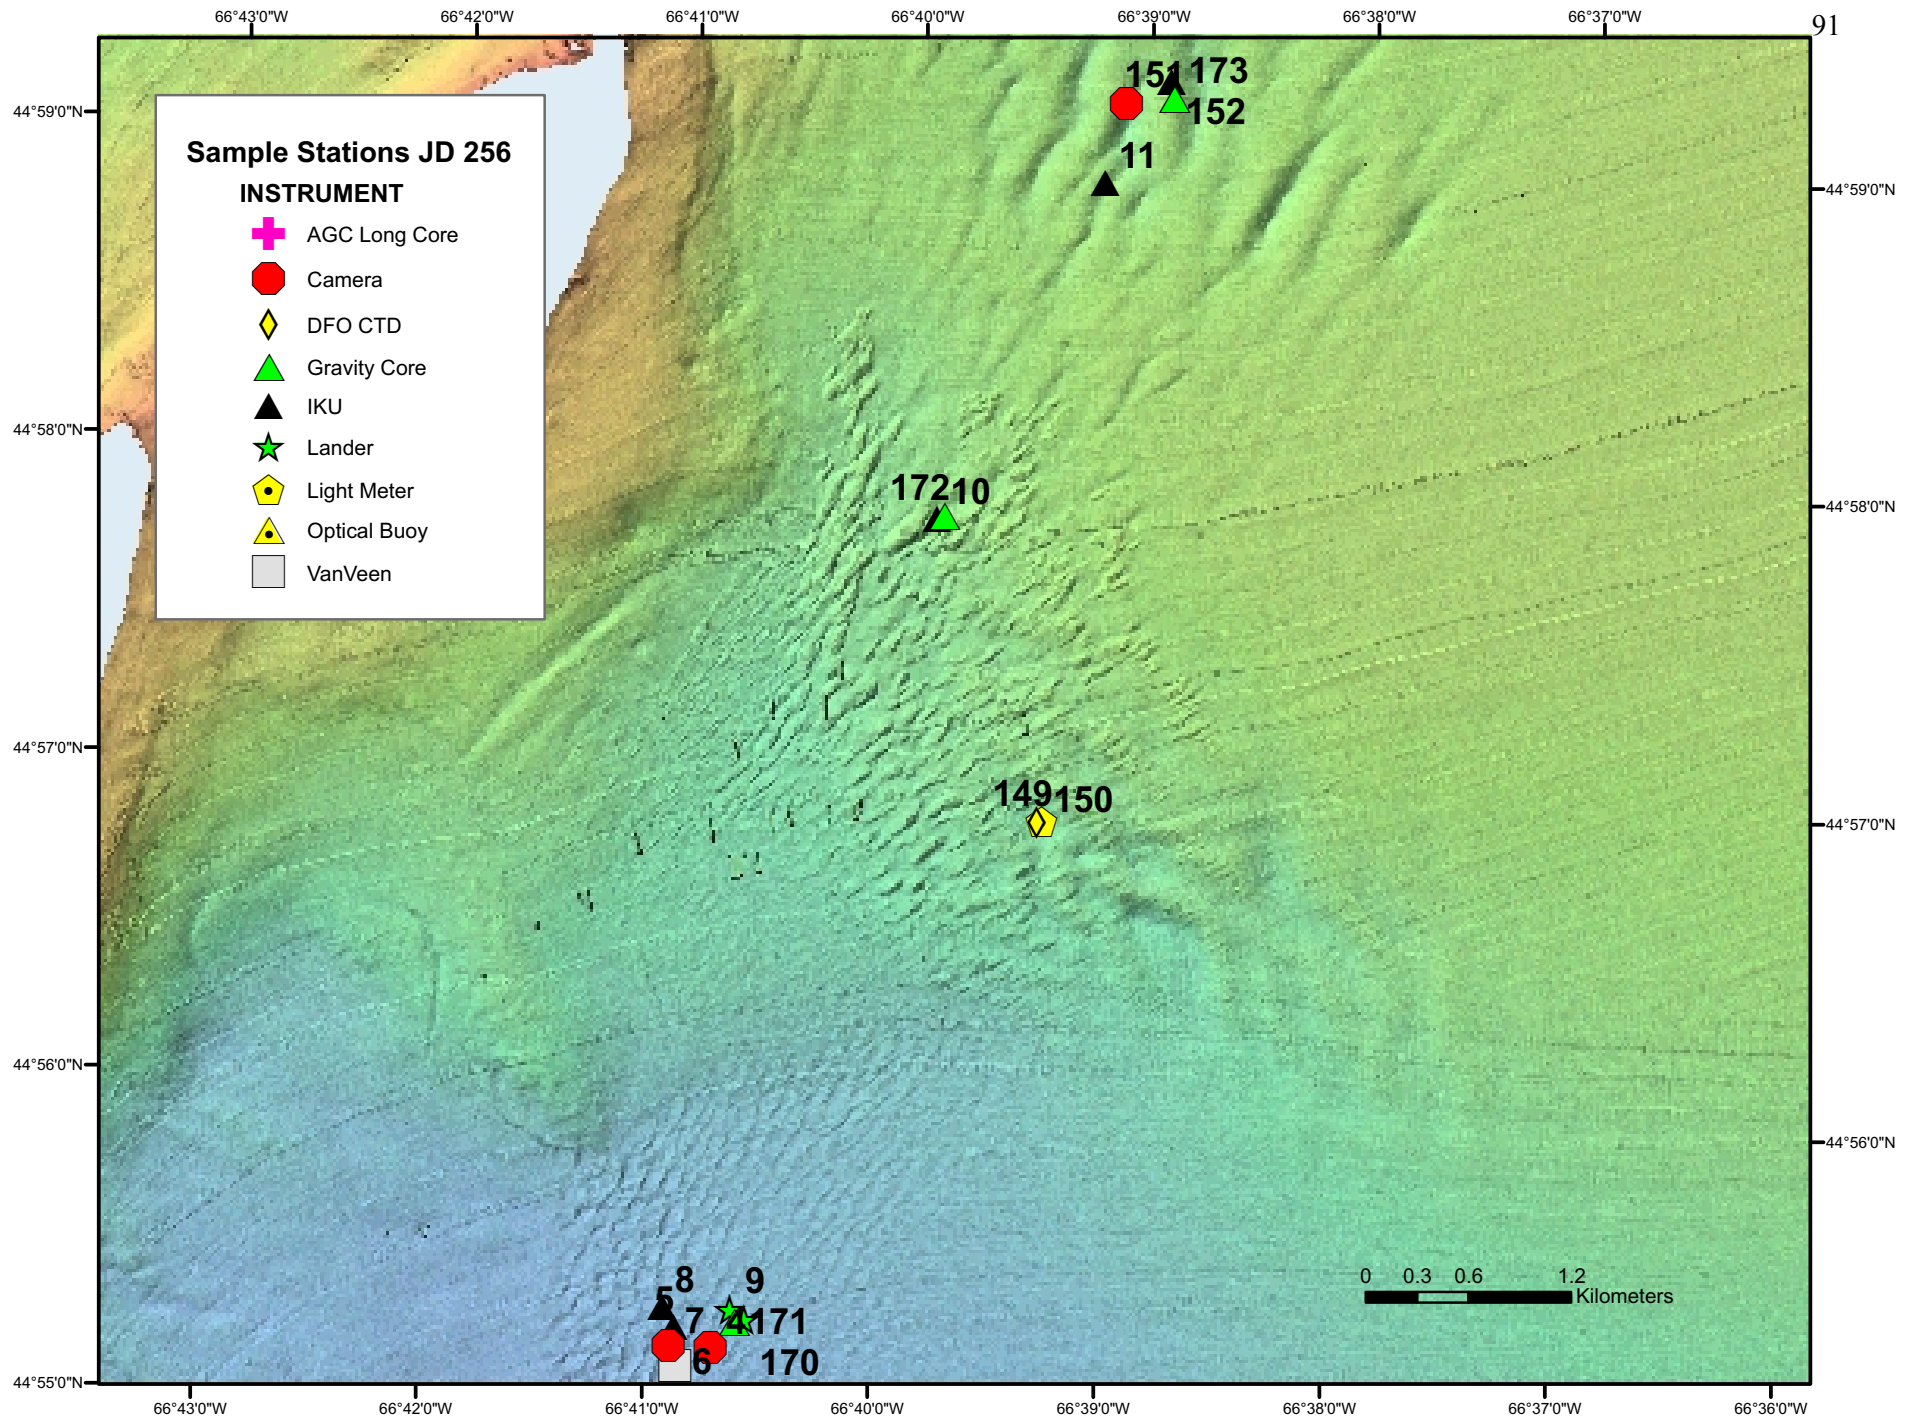 66°43'0"W 66°42'0"W 66°41'0"W 66°40'0"W 66°39'0"W 66°38'0"W 66°37'0"W
91
44°59'0"N
44°58'0"N
44°57'0"N
44°56'0"N
44°55'0"N
Sample Stations JD 256
INSTRUMENT
AGC Long Core
Camera
DFO CTD
Gravity Core
IKU
Lander
Light Meter
Optical Buoy
VanVeen
151 173
152
11
172 10
149 150
8 9
5
7 4 171
6 170
0 0.3 0.6 1.2
Kilometers
44°59'0"N
44°58'0"N
44°57'0"N
44°56'0"N
66°43'0"W 66°42'0"W 66°41'0"W 66°40'0"W 66°39'0"W 66°38'0"W 66°37'0"W 66°36'0"W